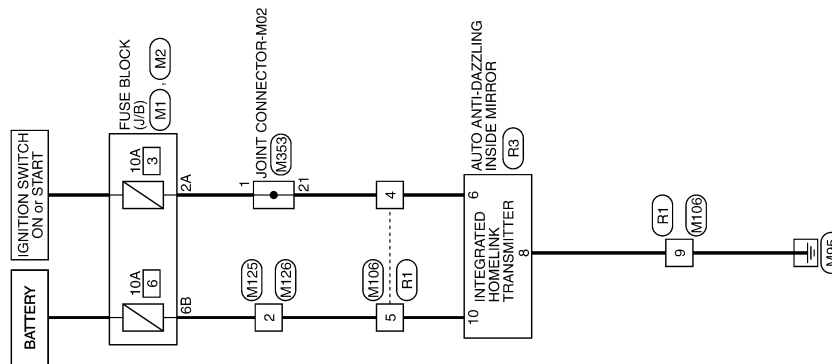 IGNITION SWITCH
ON or START
BATTERY
FUSE BLOCK
(J/B)
M1 , M2
10A
3
10A
6
2A
6B
1
JOINT CONNECTOR-M02
M353
21
M125
2
M126
4
M106
5
R1
AUTO ANTI-DAZZLING
INSIDE MIRROR
R3
6
10
INTEGRATED
HOMELINK
TRANSMITTER
8
R1
9
M106